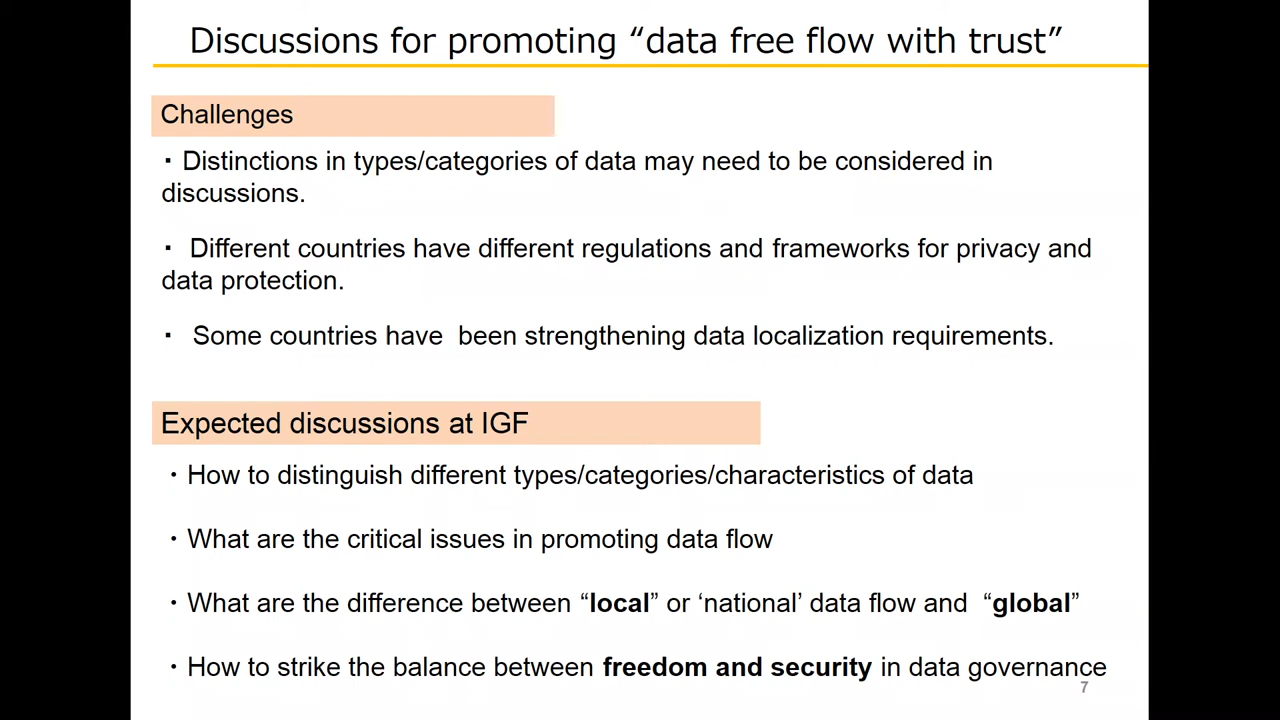 Discussions for promoting “data free flow with trust”
Challenges
・Distinctions in types/categories of data may need to be considered in
discussions.
・ Different countries have different regulations and frameworks for privacy and
data protection.
・ Some countries have  been strengthening data localization requirements.
Expected discussions at IGF
・How to distinguish different types/categories/characteristics of data
・What are the critical issues in promoting data flow
・What are the difference between “local” or ‘national’ data flow and  “global”
・How to strike the balance between freedom and security in data governance
7